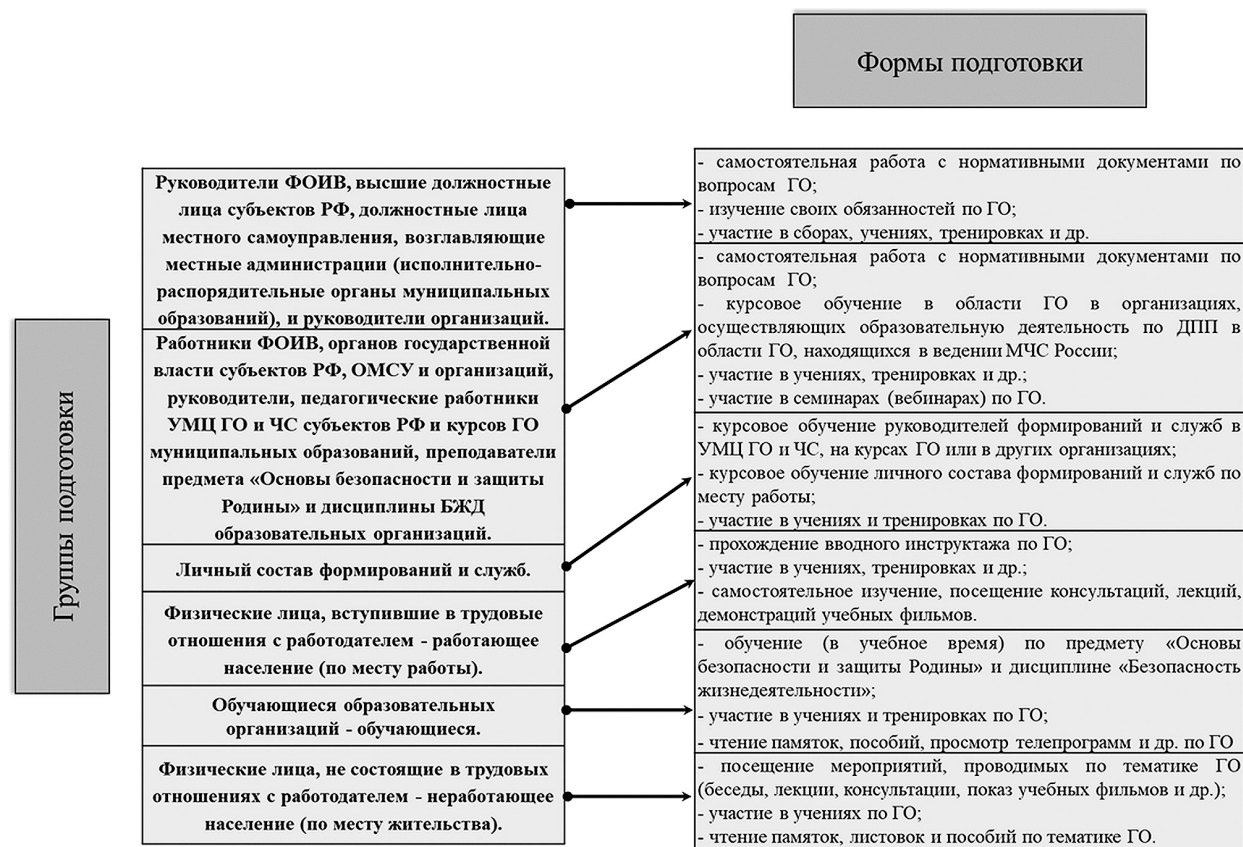 Формы подготовки
Группы подготовки
Руководители ФОИВ, высшие должностные
лица субъектов РФ, должностные лица
местного самоуправления, возглавляющие
местные администрации (исполнительно-
распорядительные органы муниципальных
образований), и руководители организаций.
- самостоятельная работа с нормативными документами по
вопросам ГО;
- изучение своих обязанностей по ГО;
- участие в сборах, учениях, тренировках и др.
Работники ФОИВ, органов государственной
власти субъектов РФ, ОМСУ и организаций,
руководители, педагогические работники
УМЦ ГО и ЧС субъектов РФ и курсов ГО
муниципальных образований, преподаватели
предмета «Основы безопасности и защиты
Родины» и дисциплины БЖД
образовательных организаций.
- самостоятельная работа с нормативными документами по
вопросам ГО;
- курсовое обучение в области ГО в организациях,
осуществляющих образовательную деятельность по ДПП в
области ГО, находящихся в ведении МЧС России;
- участие в учениях, тренировках и др.;
- участие в семинарах (вебинарах) по ГО.
Личный состав формирований и служб.
- курсовое обучение руководителей формирований и служб в
УМЦ ГО и ЧС, на курсах ГО или в других организациях;
- курсовое обучение личного состава формирований и служб по
месту работы;
- участие в учениях и тренировках по ГО.
Физические лица, вступившие в трудовые
отношения с работодателем - работающее
население (по месту работы).
- прохождение вводного инструктажа по ГО;
- участие в учениях, тренировках и др.;
- самостоятельное изучение, посещение консультаций, лекций,
демонстраций учебных фильмов.
Обучающиеся образовательных
организаций - обучающиеся.
- обучение (в учебное время) по предмету «Основы
безопасности и защиты Родины» и дисциплине «Безопасность
жизнедеятельности»;
- участие в учениях и тренировках по ГО;
- чтение памяток, пособий, просмотр телепрограмм и др. по ГО
Физические лица, не состоящие в трудовых
отношениях с работодателем - неработающее
население (по месту жительства).
- посещение мероприятий, проводимых по тематике ГО
(беседы, лекции, консультации, показ учебных фильмов и др.);
- участие в учениях по ГО;
- чтение памяток, листовок и пособий по тематике ГО.